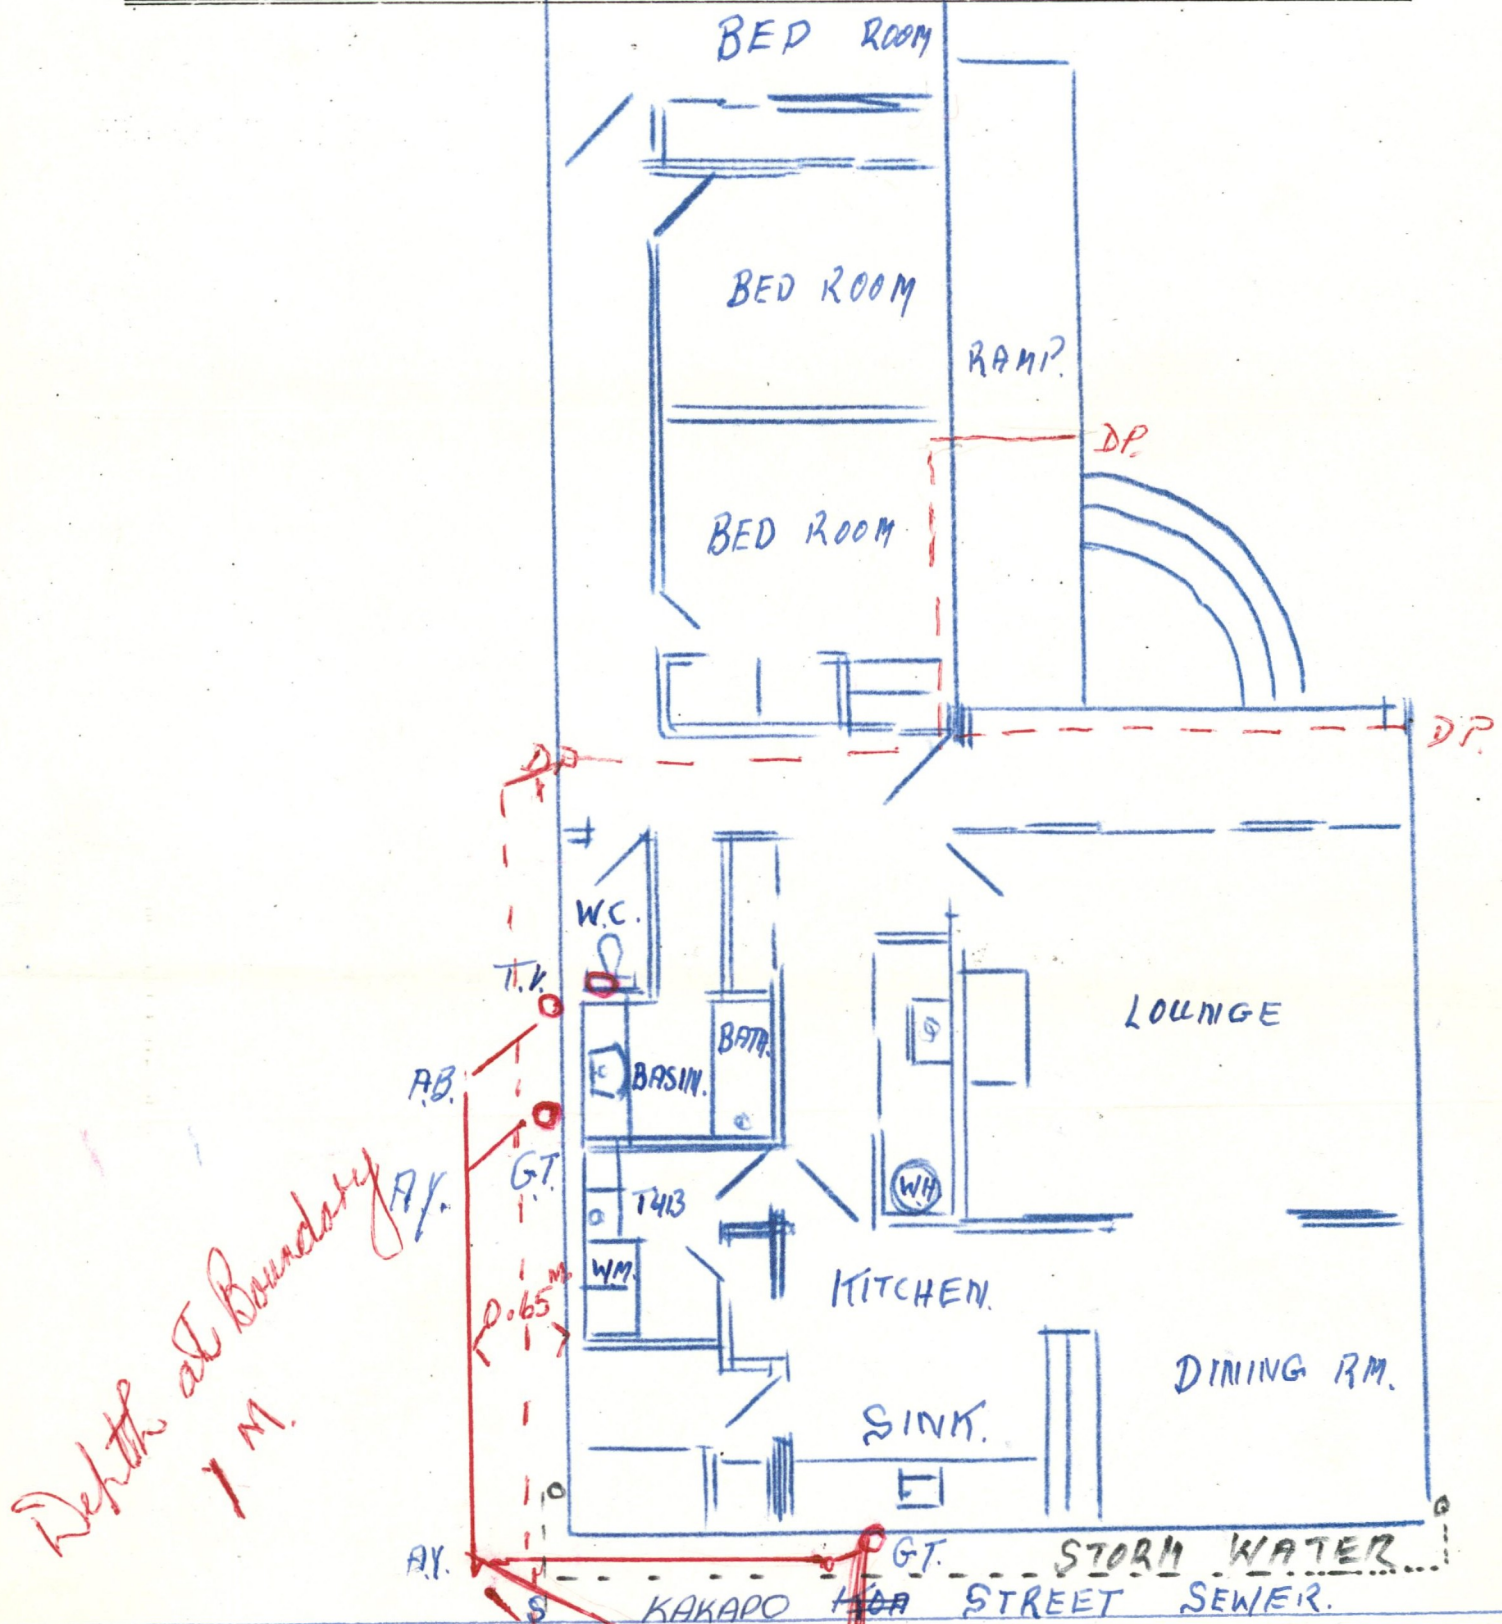 BED ROOM
BED ROOM
RAMP.
DP.
BED ROOM
D.P.
DP
W.C.
T.V.
LOUNGE
BATH.
BASIN.
A.B.
G.T.
A.Y.
TUB
WH
W.M.
0.65 M.
KITCHEN.
Depth at Boundary
1 M.
DINING RM.
SINK.
A.Y.
GT.
STORM WATER
S
KAKAPO STREET SEWER.